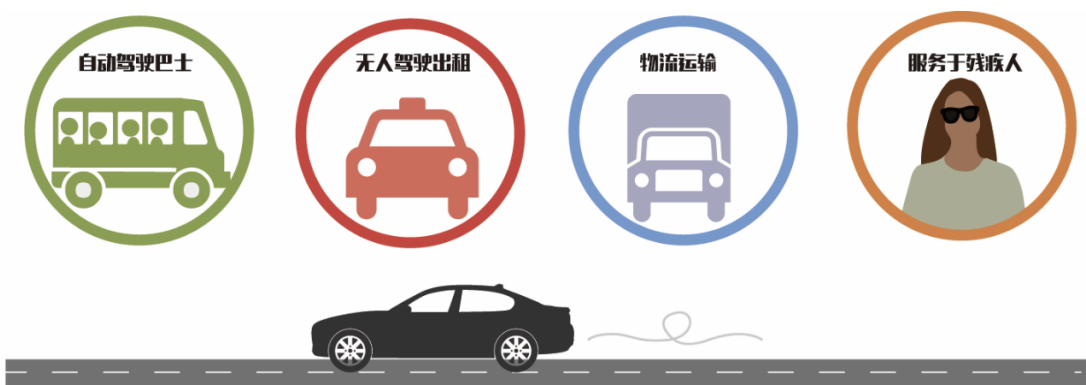 自动驾驶巴士
无人驾驶出租
物流运输
服务于残疾人